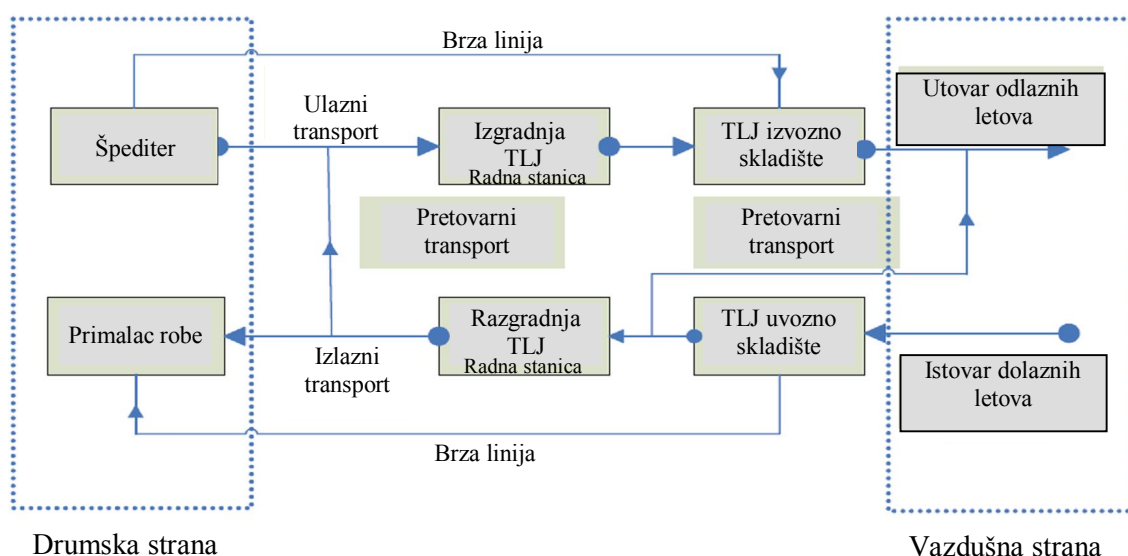 Brza linija
Špediter
Ulazni
transport
Izgradnja
TLJ
Radna stanica
TLJ izvozno
skladište
Utovar odlaznih
letova
Pretovarni
transport
Pretovarni
transport
Primalac robe
Izlazni
transport
Razgradnja
TLJ
Radna stanica
TLJ uvozno
skladište
Istovar dolaznih
letova
Brza linija
Drumska strana
Vazdušna strana